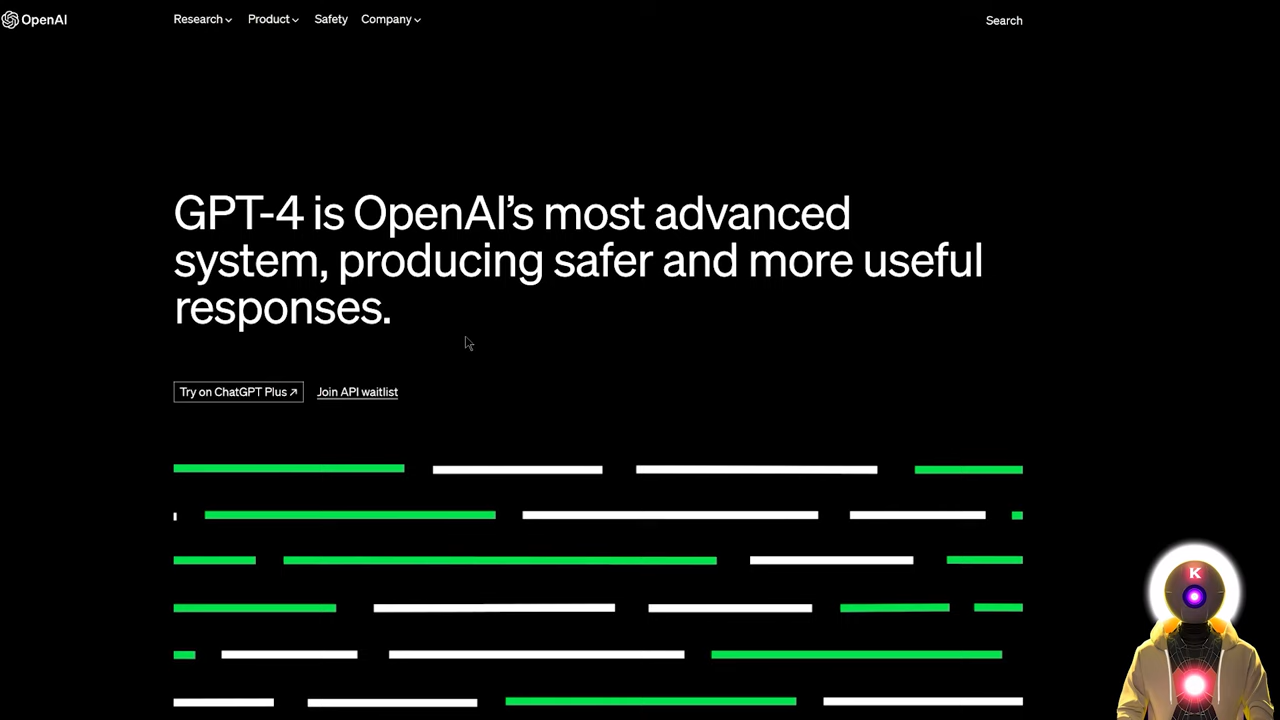 OpenAI
Research
Product
Safety
Company
Search
GPT-4 is OpenAI’s most advanced
system, producing safer and more useful
responses.
Try on ChatGPT Plus ↗
Join API waitlist
K